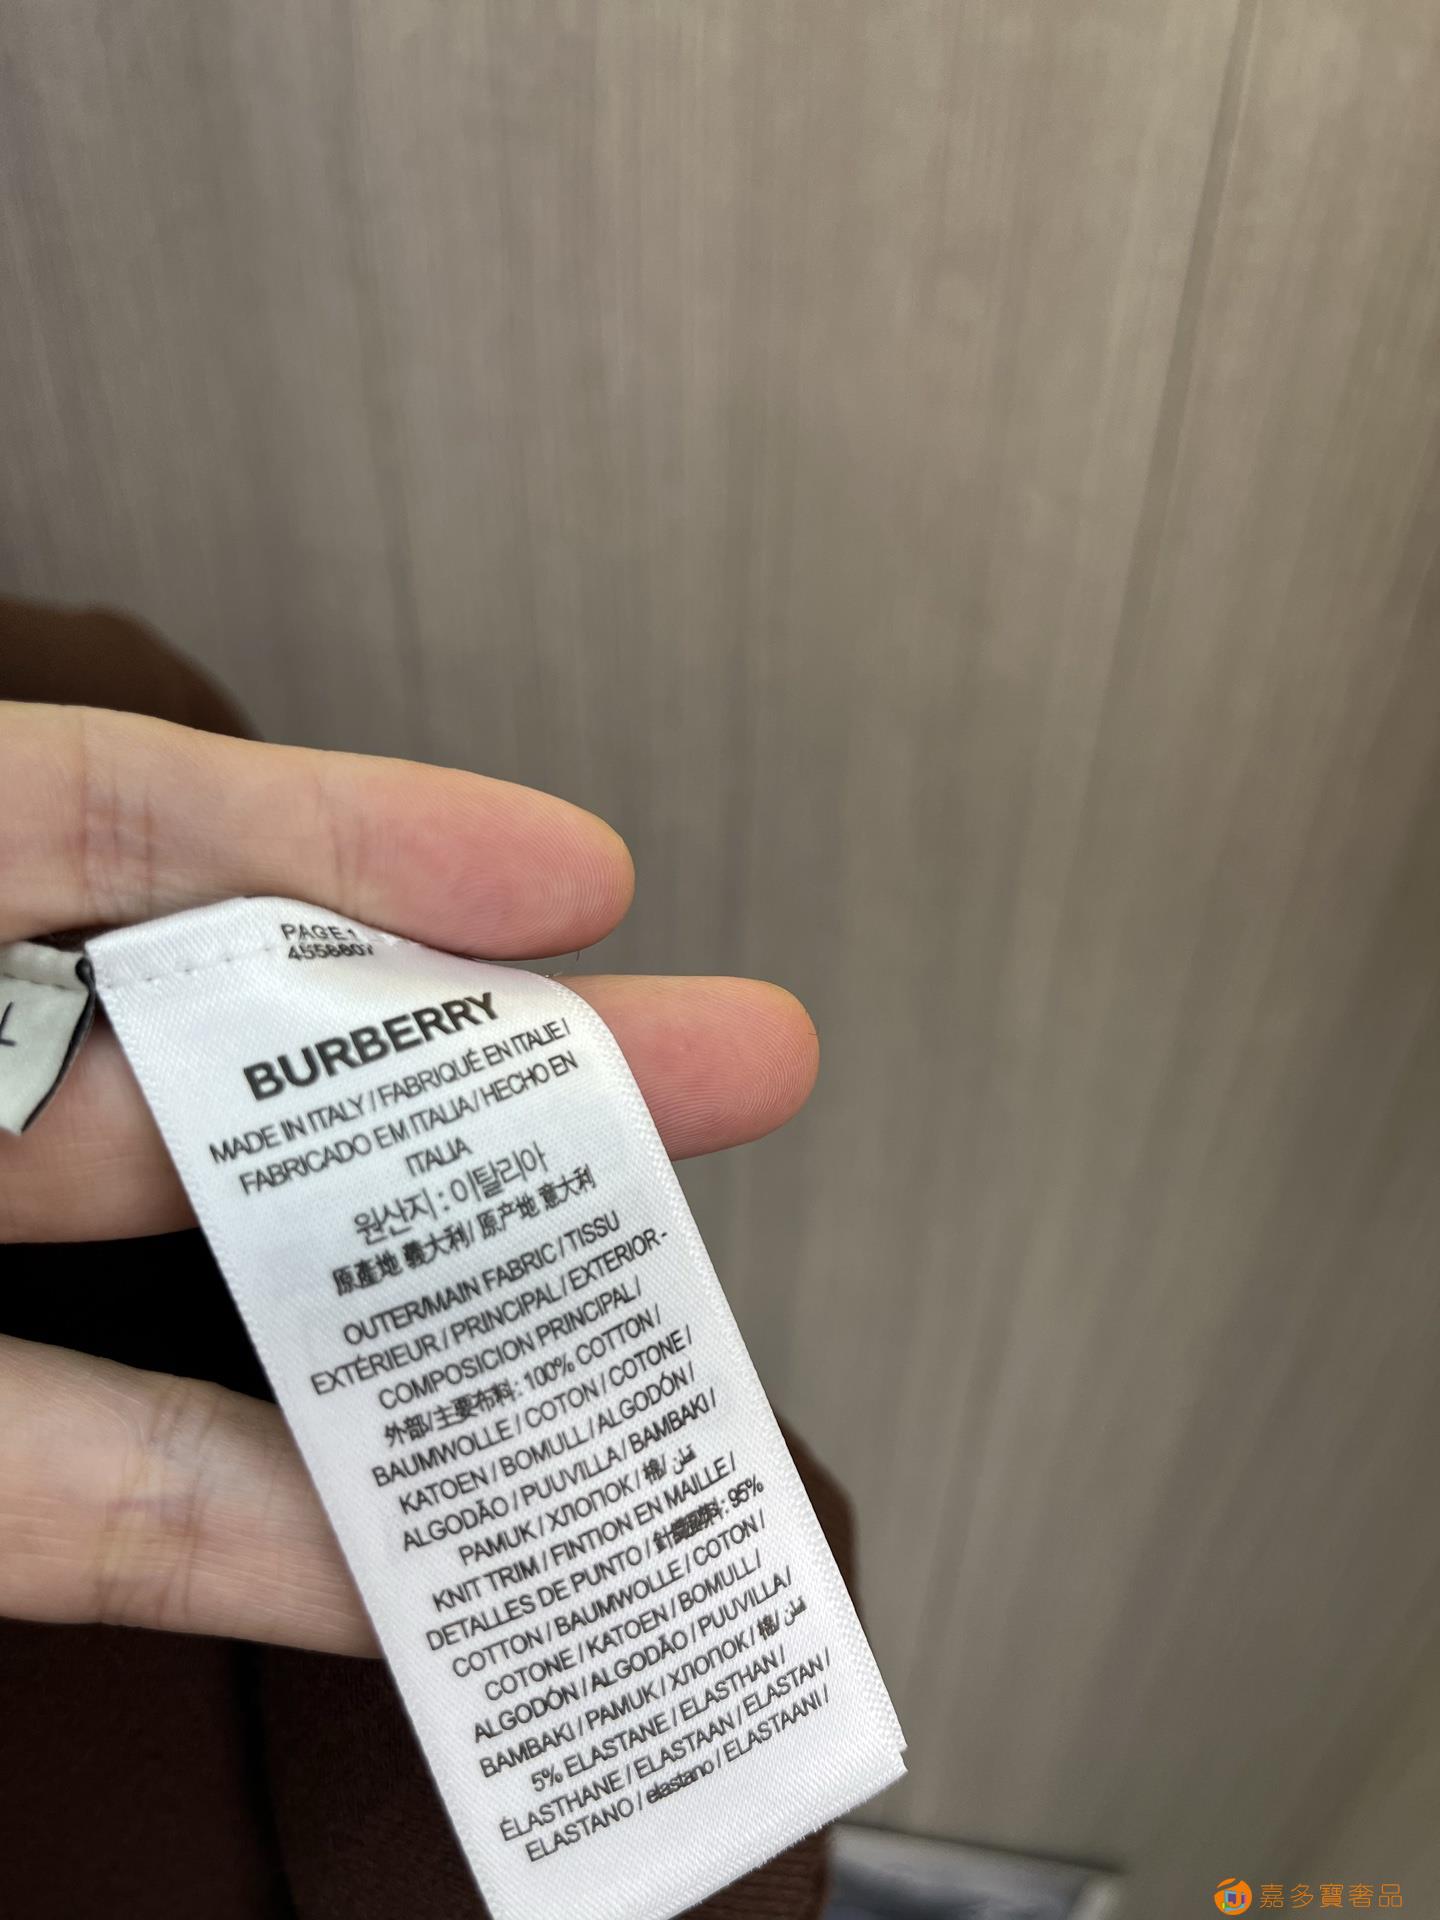 PAGE 1
BURBERRY
MADE IN ITALY / FABRIQUÉ EN ITALIE /
FABRICADO EM ITALIA / HECHO EN
ITALIA
원산지 : 이탈리아
原產地 義大利/ 原产地 意大利
OUTER/MAIN FABRIC / TISSU
EXTÉRIEUR / PRINCIPAL / EXTERIOR -
COMPOSICION PRINCIPAL /
外部/主要布料 : 100% COTTON /
BAUMWOLLE / COTON / COTONE /
KATOEN / BOMULL / ALGODÓN /
ALGODÃO / PUUVILLA / BAMBAKI /
PAMUK / ХЛОПОК / 棉/
KNIT TRIM / FINTION EN MAILLE /
DETALLES DE PUNTO / : 95%
COTTON / BAUMWOLLE / COTON /
COTONE / KATOEN / BOMULL /
ALGODÓN / ALGODÃO / PUUVILLA /
BAMBAKI / PAMUK / ХЛОПОК / 棉/
5% ELASTANE / ELASTHAN /
ÉLASTHANE / ELASTAAN / ELASTAN /
ELASTANO / elastano / ELASTAANI /
L
嘉多寶奢品